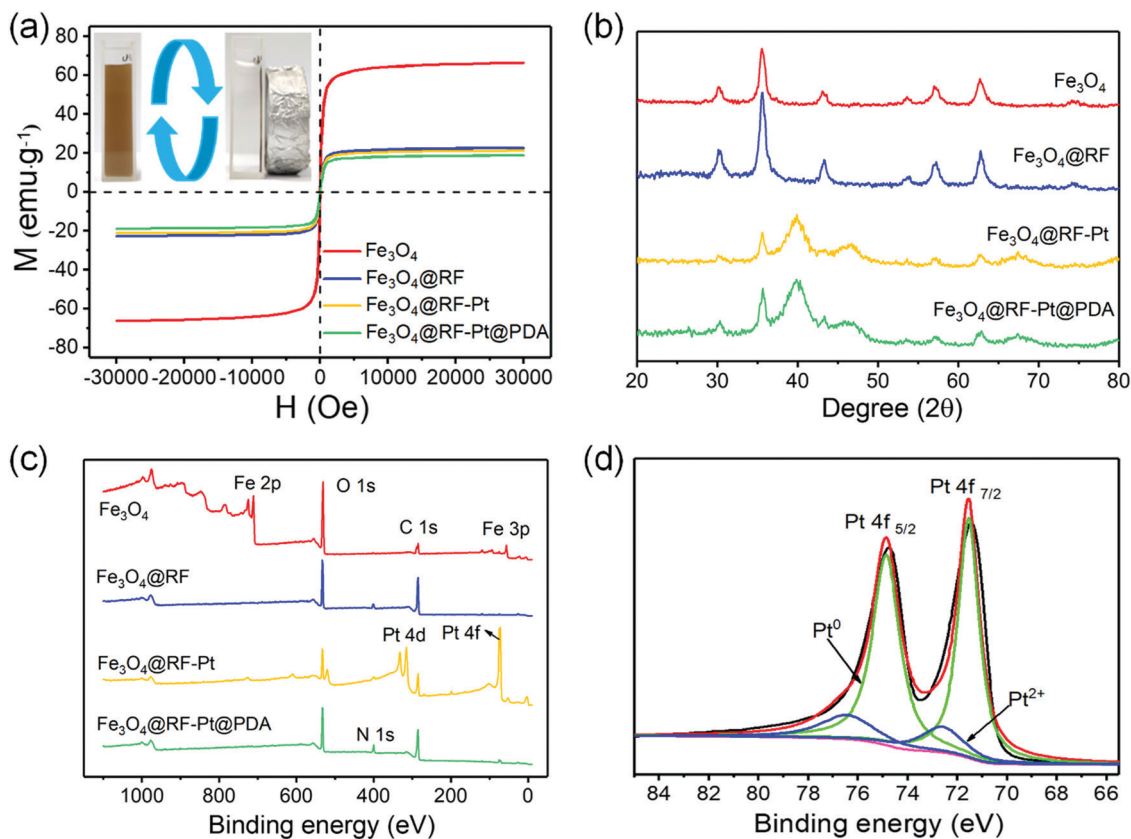 (a)
80
60
40
20
0
-20
-40
-60
-80
M (emu·g⁻¹)
-30000 -20000 -10000 0 10000 20000 30000
H (Oe)
Fe₃O₄
Fe₃O₄@RF
Fe₃O₄@RF-Pt
Fe₃O₄@RF-Pt@PDA
(b)
Fe₃O₄
Fe₃O₄@RF
Fe₃O₄@RF-Pt
Fe₃O₄@RF-Pt@PDA
20 30 40 50 60 70 80
Degree (2θ)
(c)
Fe₃O₄
Fe 2p
O 1s
C 1s
Fe 3p
Fe₃O₄@RF
Pt 4d
Pt 4f
Fe₃O₄@RF-Pt
Fe₃O₄@RF-Pt@PDA
N 1s
1000 800 600 400 200 0
Binding energy (eV)
(d)
Pt 4f 7/2
Pt 4f 5/2
Pt⁰
Pt²⁺
84 82 80 78 76 74 72 70 68 66
Binding energy (eV)